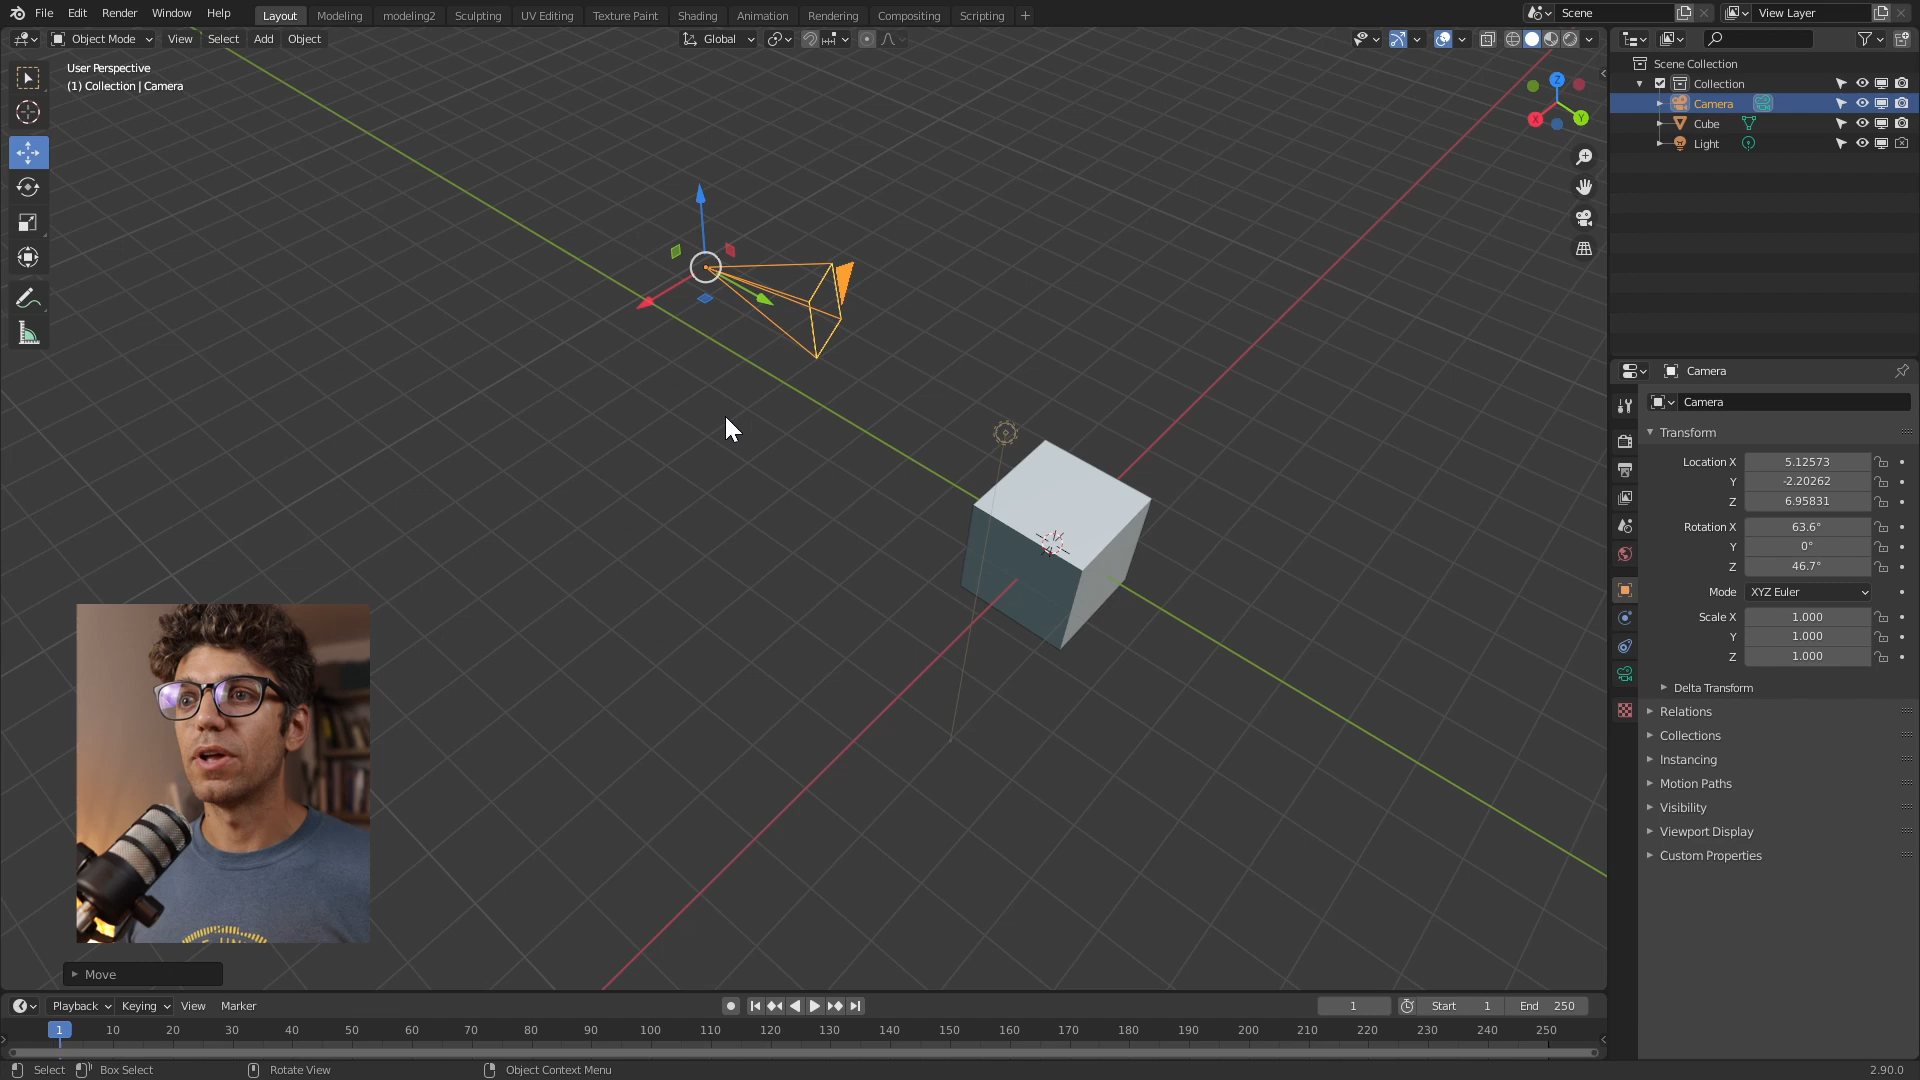 File Edit Render Window Help Layout Modeling modeling2 Sculpting UV Editing Texture Paint Shading Animation Rendering Compositing Scripting + Scene View Layer
Object Mode View Select Add Object Global
User Perspective
(1) Collection | Camera
Scene Collection
Collection
Camera
Cube
Light
Z
X
Y
Camera
Camera
Transform
Location X 5.12573
Y -2.20262
Z 6.95831
Rotation X 63.6°
Y 0°
Z 46.7°
Mode XYZ Euler
Scale X 1.000
Y 1.000
Z 1.000
Delta Transform
Relations
Collections
Instancing
Motion Paths
Visibility
Viewport Display
Custom Properties
Move
Playback Keying View Marker 1 Start 1 End 250
1 10 20 30 40 50 60 70 80 90 100 110 120 130 140 150 160 170 180 190 200 210 220 230 240 250
Select Box Select Rotate View Object Context Menu 2.90.0